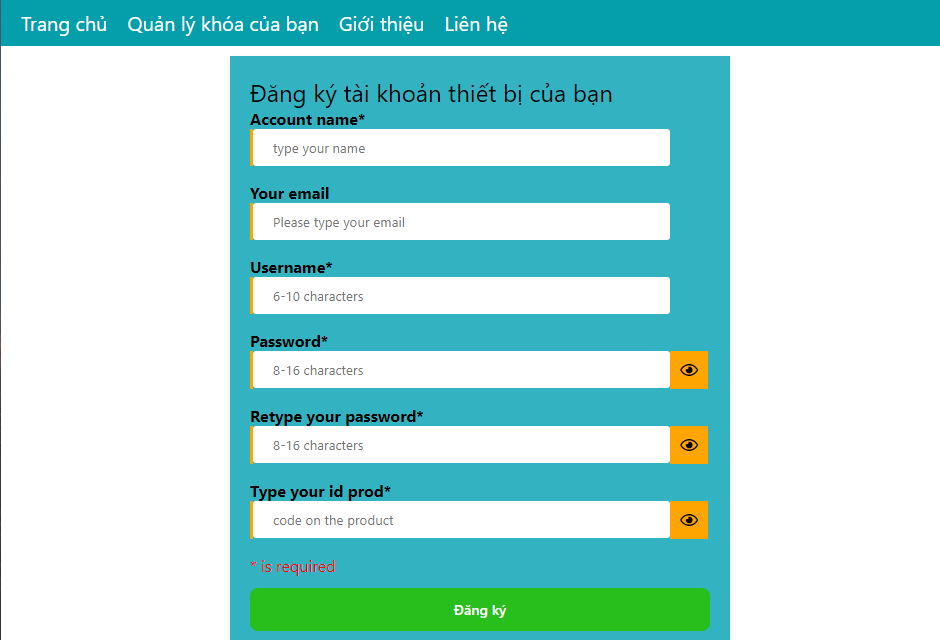 Trang chủ Quản lý khóa của bạn Giới thiệu Liên hệ
Đăng ký tài khoản thiết bị của bạn
Account name*
type your name
Your email
Please type your email
Username*
6-10 characters
Password*
8-16 characters
Retype your password*
8-16 characters
Type your id prod*
code on the product
* is required
Đăng ký